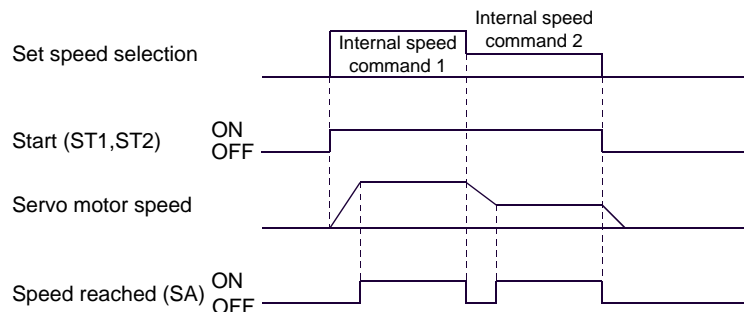 Set speed selection
Internal speed
command 1
Internal speed
command 2
Start (ST1,ST2)
ON
OFF
Servo motor speed
Speed reached (SA)
ON
OFF